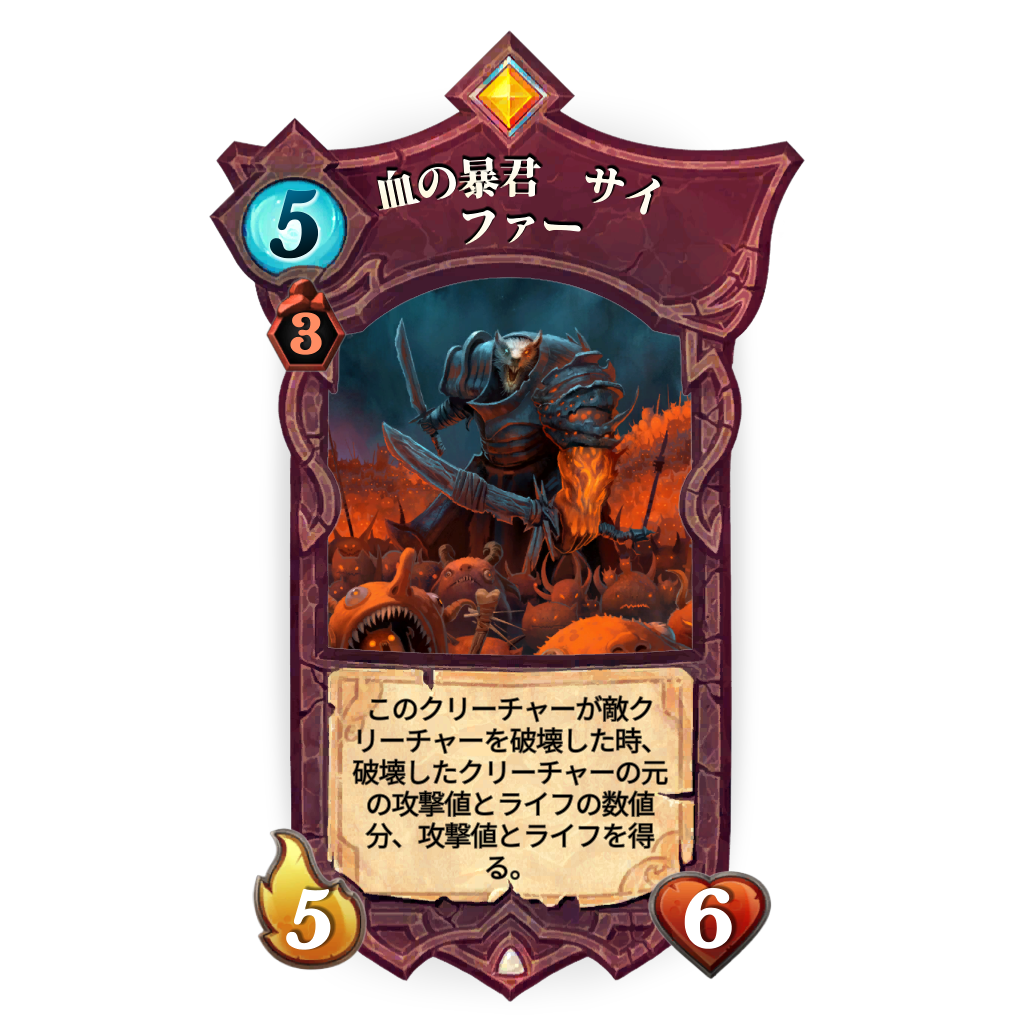 血の暴君　サイ
ファー
5
3
このクリーチャーが敵ク
リーチャーを破壊した時、
破壊したクリーチャーの元
の攻撃値とライフの数値
分、攻撃値とライフを得
る。
5
6